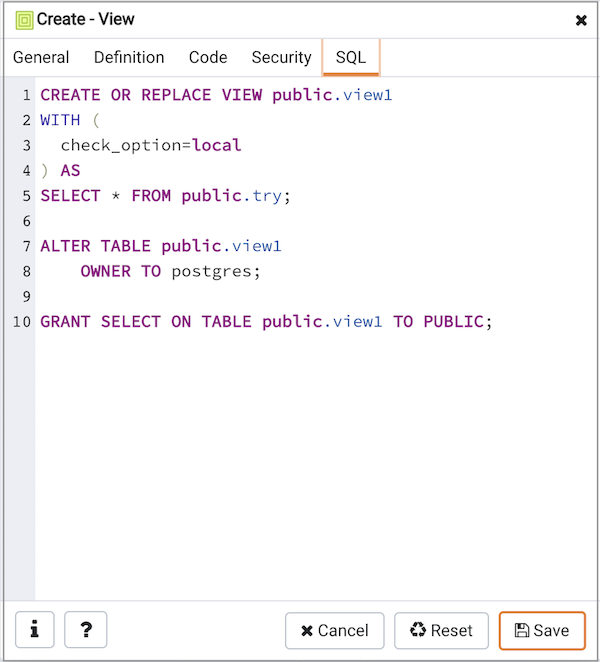 Create - View
General Definition Code Security SQL
1 CREATE OR REPLACE VIEW public.view1
2 WITH (
3   check_option=local
4 ) AS
5 SELECT * FROM public.try;
6
7 ALTER TABLE public.view1
8     OWNER TO postgres;
9
10 GRANT SELECT ON TABLE public.view1 TO PUBLIC;
i ? Cancel Reset Save